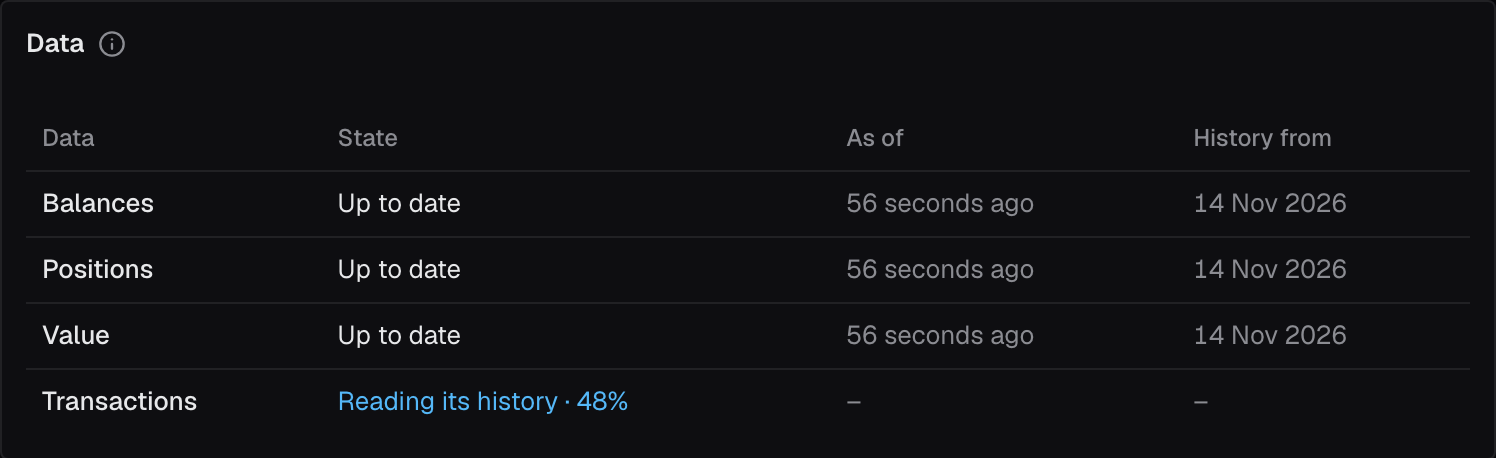 Data
Data State As of History from
Balances Up to date 56 seconds ago 14 Nov 2026
Positions Up to date 56 seconds ago 14 Nov 2026
Value Up to date 56 seconds ago 14 Nov 2026
Transactions Reading its history · 48% – –